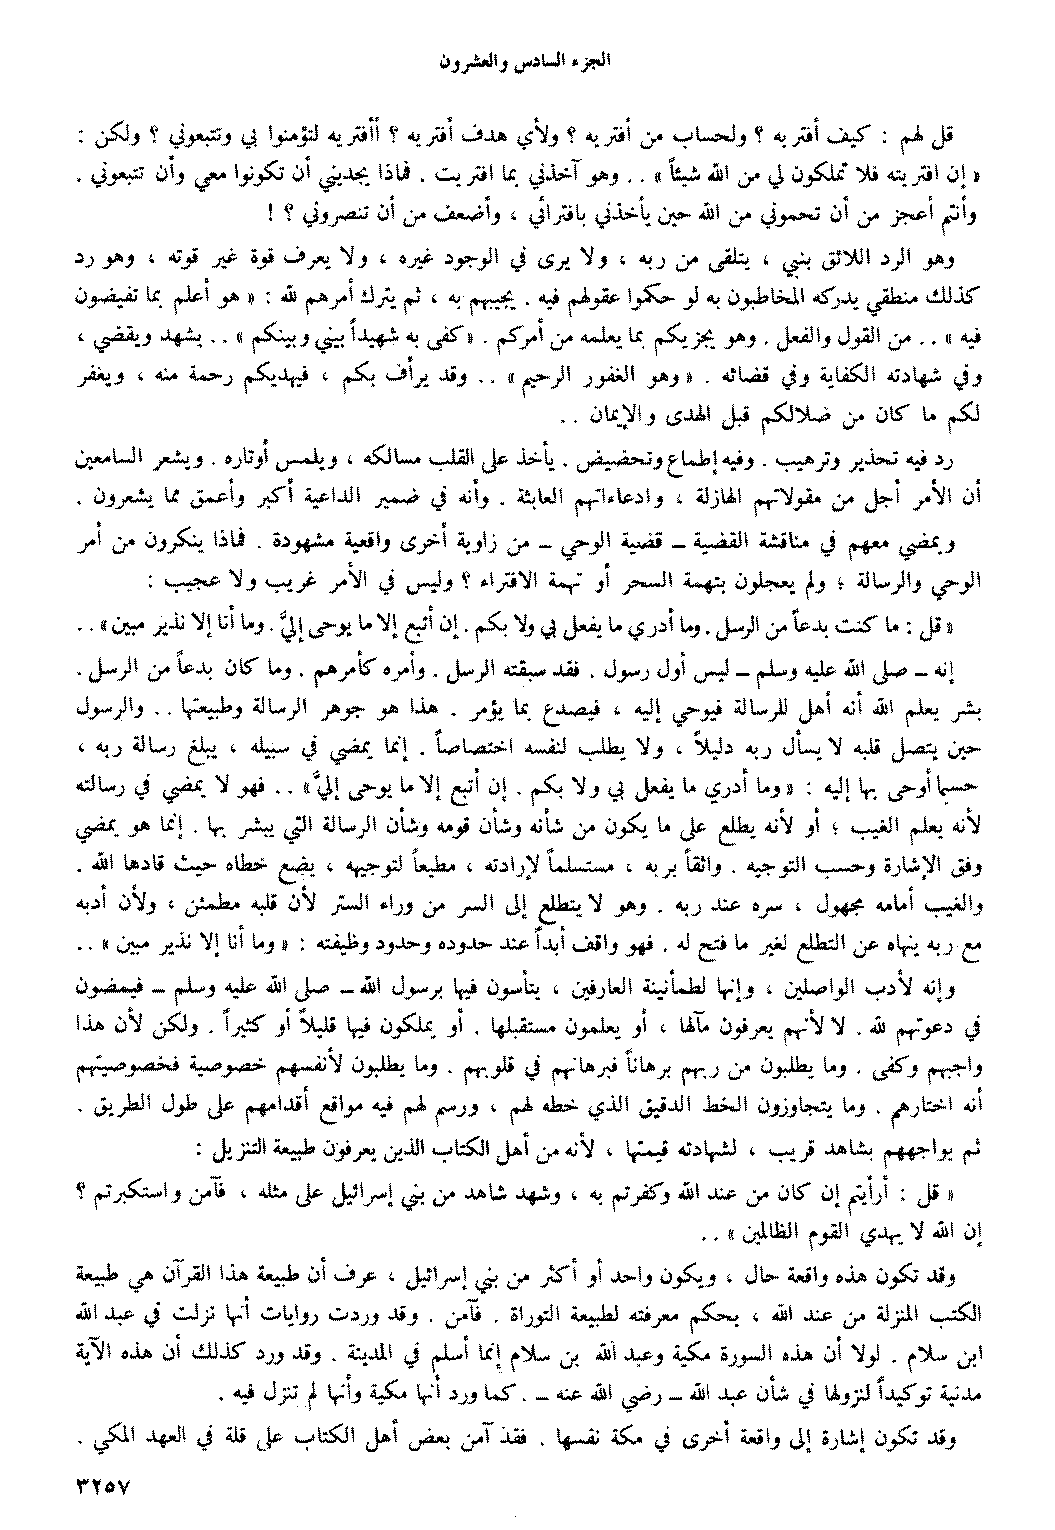 الجزء السادس والعشرون
قل لهم : كيف أفتريه ؟ ولحساب من أفتريه ؟ ولأي هدف أفتريه ؟ أأفتريه لتؤمنوا بي وتتبعوني ؟ ولكن :
« إن افتريته فلا تملكون لي من الله شيئاً » .. وهو آخذني بما افتريت . فماذا يجديني أن تكونوا معي وأن تتبعوني .
وأنتم أعجز من أن تحموني من الله حين يأخذني بافترائي ، وأضعف من أن تنصروني ؟ !
وهو الرد اللائق بنبي ، يتلقى من ربه ، ولا يرى في الوجود غيره ، ولا يعرف قوة غير قوته ، وهو رد
كذلك منطقي يدركه المخاطبون به لو حكموا عقولهم فيه . يجيبهم به ، ثم يترك أمرهم لله : « هو أعلم بما تفيضون
فيه » .. من القول والفعل . وهو يجزيكم بما يعلمه من أمركم . « كفى به شهيداً بيني وبينكم » .. يشهد ويقضي ،
وفي شهادته الكفاية وفي قضائه . « وهو الغفور الرحيم » .. وقد يرأف بكم ، فيهديكم رحمة منه ، ويغفر
لكم ما كان من ضلالكم قبل الهدى والإيمان ..
رد فيه تحذير وترهيب . وفيه إطماع وتحضيض . يأخذ على القلب مسالكه ، ويلمس أوتاره . ويشعر السامعين
أن الأمر أجل من مقولاتهم الهازلة ، وادعاءاتهم العابثة . وأنه في ضمير الداعية أكبر وأعمق مما يشعرون .
ويمضي معهم في مناقشة القضية – قضية الوحي – من زاوية أخرى واقعية مشهودة . فماذا ينكرون من أمر
الوحي والرسالة ؛ ولم يعجلون بتهمة السحر أو تهمة الافتراء ؟ وليس في الأمر غريب ولا عجيب :
« قل : ما كنت بدعاً من الرسل . وما أدري ما يفعل بي ولا بكم . إن أتبع إلا ما يوحى إليَّ . وما أنا إلا نذير مبين » ..
إنه – صلى الله عليه وسلم – ليس أول رسول . فقد سبقته الرسل . وأمره كأمرهم . وما كان بدعاً من الرسل .
بشر يعلم الله أنه أهل للرسالة فيوحي إليه ، فيصدع بما يؤمر . هذا هو جوهر الرسالة وطبيعتها .. والرسول
حين يتصل قلبه لا يسأل ربه دليلاً ، ولا يطلب لنفسه اختصاصاً . إنما يمضي في سبيله ، يبلغ رسالة ربه ،
حسبما أوحى بها إليه : « وما أدري ما يفعل بي ولا بكم . إن أتبع إلا ما يوحى إليَّ » .. فهو لا يمضي في رسالته
لأنه يعلم الغيب ؛ أو لأنه يطلع على ما يكون من شأنه وشأن قومه وشأن الرسالة التي يبشر بها . إنما هو يمضي
وفق الإشارة وحسب التوجيه . واثقاً بربه ، مستسلماً لإرادته ، مطيعاً لتوجيهه ، يضع خطاه حيث قادها الله .
والغيب أمامه مجهول ، سره عند ربه . وهو لا يتطلع إلى السر من وراء الستر لأن قلبه مطمئن ، ولأن أدبه
مع ربه ينهاه عن التطلع لغير ما فتح له . فهو واقف أبداً عند حدوده وحدود وظيفته : « وما أنا إلا نذير مبين » ..
وإنه لأدب الواصلين ، وإنها لطمأنينة العارفين ، يتأسون فيها برسول الله – صلى الله عليه وسلم – فيمضون
في دعوتهم لله . لا لأنهم يعرفون مآلها ، أو يعلمون مستقبلها . أو يملكون فيها قليلاً أو كثيراً . ولكن لأن هذا
واجبهم وكفى . وما يطلبون من ربهم برهاناً فبرهانهم في قلوبهم . وما يطلبون لأنفسهم خصوصية فخصوصيتهم
أنه اختارهم . وما يتجاوزون الخط الدقيق الذي خطه لهم ، ورسم لهم فيه مواقع أقدامهم على طول الطريق .
ثم يواجههم بشاهد قريب ، لشهادته قيمتها ، لأنه من أهل الكتاب الذين يعرفون طبيعة التنزيل :
« قل : أرأيتم إن كان من عند الله وكفرتم به ، وشهد شاهد من بني إسرائيل على مثله ، فآمن واستكبرتم ؟
إن الله لا يهدي القوم الظالمين » ..
وقد تكون هذه واقعة حال ، ويكون واحد أو أكثر من بني إسرائيل ، عرف أن طبيعة هذا القرآن هي طبيعة
الكتب المنزلة من عند الله ، بحكم معرفته لطبيعة التوراة . فآمن . وقد وردت روايات أنها نزلت في عبد الله
ابن سلام . لولا أن هذه السورة مكية وعبد الله بن سلام إنما أسلم في المدينة . وقد ورد كذلك أن هذه الآية
مدنية توكيداً لنزولها في شأن عبد الله – رضي الله عنه – . كما ورد أنها مكية وأنها لم تنزل فيه .
وقد تكون إشارة إلى واقعة أخرى في مكة نفسها . فقذ آمن بعض أهل الكتاب على قلة في العهد المكي .
٣٢٥٧